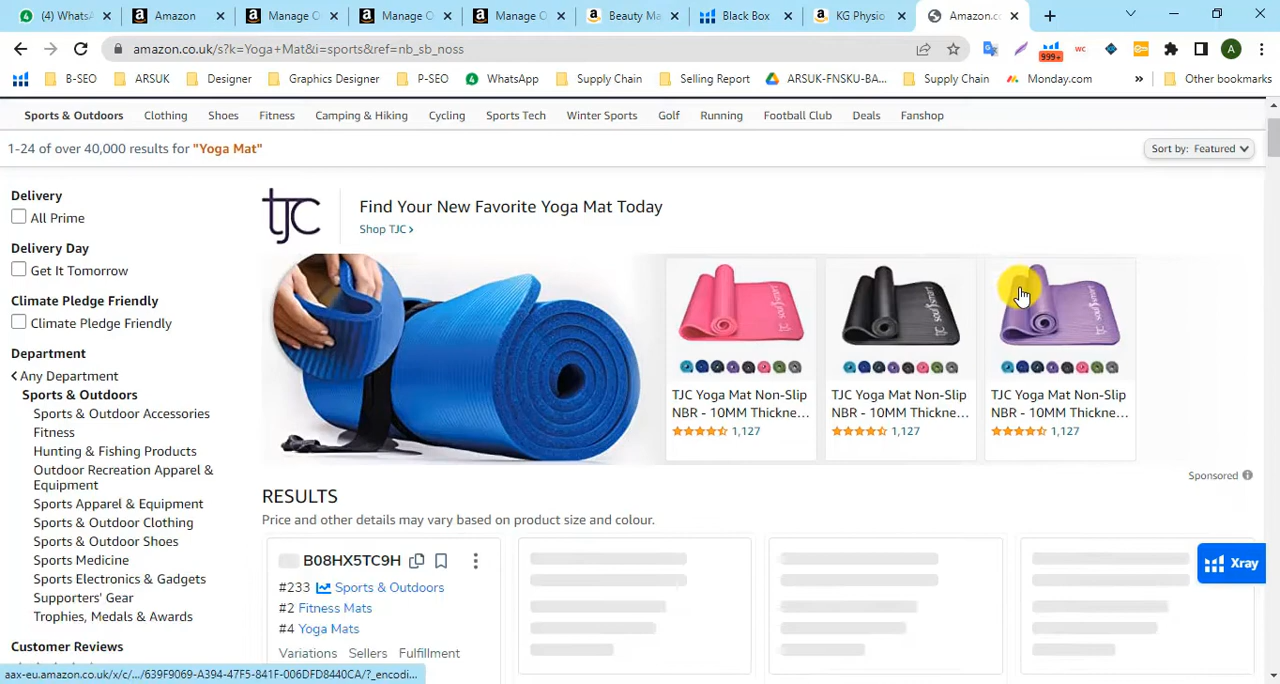 (4) WhatsA
Amazon
Manage O
Manage O
Manage O
Beauty Ma
Black Box
KG Physio
Amazon.co
amazon.co.uk/s?k=Yoga+Mat&i=sports&ref=nb_sb_noss
wc
999+
A
B-SEO
ARSUK
Designer
Graphics Designer
P-SEO
WhatsApp
Supply Chain
Selling Report
ARSUK-FNSKU-BA...
Supply Chain
Monday.com
»
Other bookmarks
Sports & Outdoors
Clothing
Shoes
Fitness
Camping & Hiking
Cycling
Sports Tech
Winter Sports
Golf
Running
Football Club
Deals
Fanshop
1-24 of over 40,000 results for "Yoga Mat"
Sort by: Featured
Delivery
All Prime
Delivery Day
Get It Tomorrow
Climate Pledge Friendly
Climate Pledge Friendly
Department
Any Department
Sports & Outdoors
Sports & Outdoor Accessories
Fitness
Hunting & Fishing Products
Outdoor Recreation Apparel &
Equipment
Sports Apparel & Equipment
Sports & Outdoor Clothing
Sports & Outdoor Shoes
Sports Medicine
Sports Electronics & Gadgets
Supporters' Gear
Trophies, Medals & Awards
Customer Reviews
TJC
Find Your New Favorite Yoga Mat Today
Shop TJC ›
TJC Yoga Mat Non-Slip
NBR - 10MM Thickne...
1,127
TJC Yoga Mat Non-Slip
NBR - 10MM Thickne...
1,127
TJC Yoga Mat Non-Slip
NBR - 10MM Thickne...
1,127
Sponsored
RESULTS
Price and other details may vary based on product size and colour.
B08HX5TC9H
#233 Sports & Outdoors
#2 Fitness Mats
#4 Yoga Mats
Variations Sellers Fulfillment
Xray
aax-eu.amazon.co.uk/x/c/.../639F9069-A394-47F5-841F-006DFD8440CA/?_encodi...